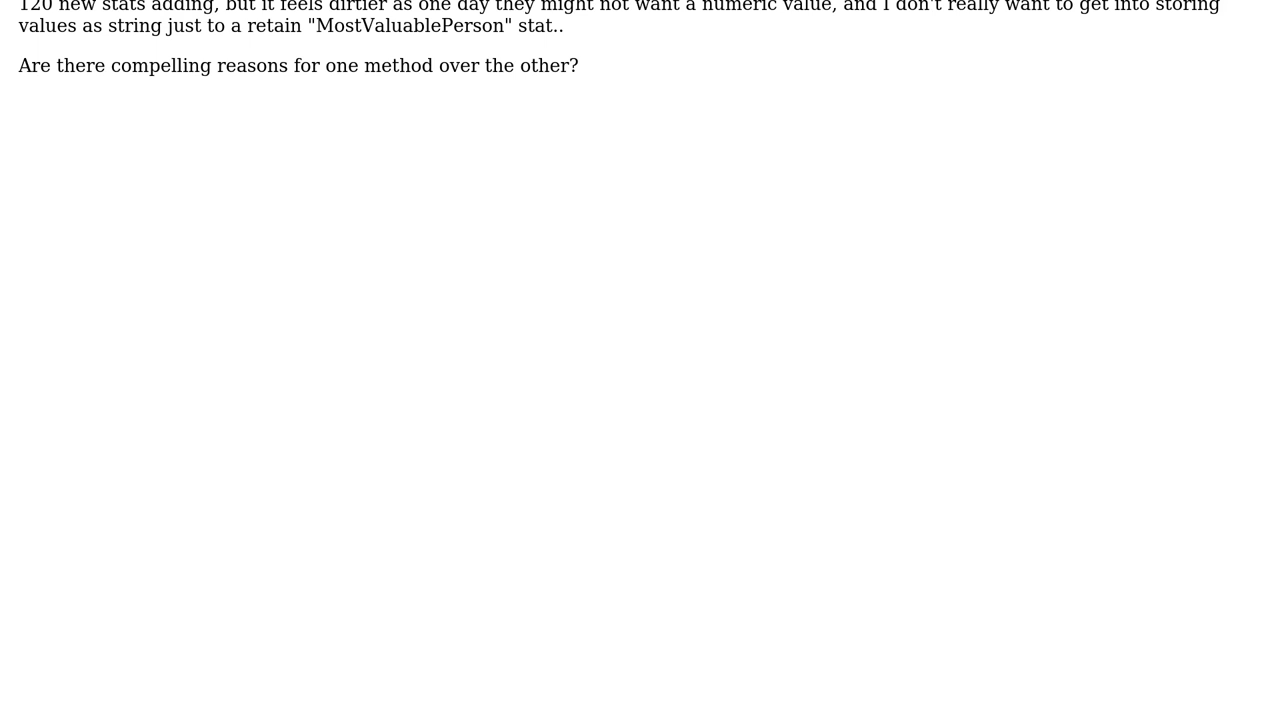 120 new stats adding, but it feels dirtier as one day they might not want a numeric value, and I don't really want to get into storing
values as string just to a retain "MostValuablePerson" stat..
Are there compelling reasons for one method over the other?